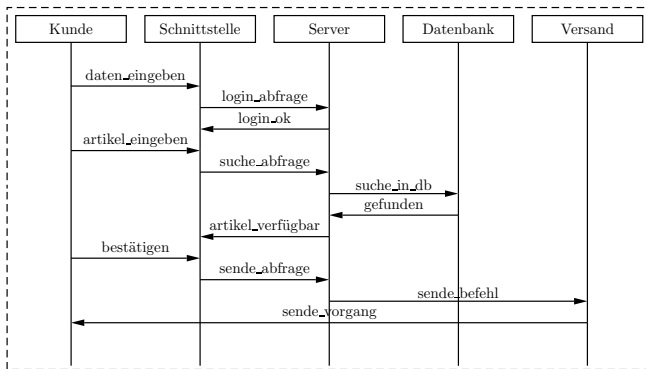 Kunde Schnittstelle Server Datenbank Versand
daten_eingeben
login_abfrage
login_ok
artikel_eingeben
suche_abfrage
suche_in_db
gefunden
artikel_verfügbar
bestätigen
sende_abfrage
sende_befehl
sende_vorgang